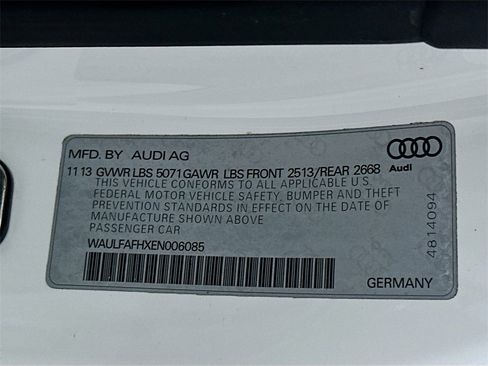 MFD. BY AUDI AG
11 13 GVWR LBS 5071 GAWR LBS FRONT 2513/REAR 2668
THIS VEHICLE CONFORMS TO ALL APPLICABLE U'S
FEDERAL MOTOR VEHICLE SAFETY, BUMPER AND THEFT
PREVENTION STANDARDS IN EFFECT ON THE DATE
OF MANUFACTURE SHOWN ABOVE
PASSENGER CAR
WAULFAFHXEN006085
Audi
4814094
GERMANY